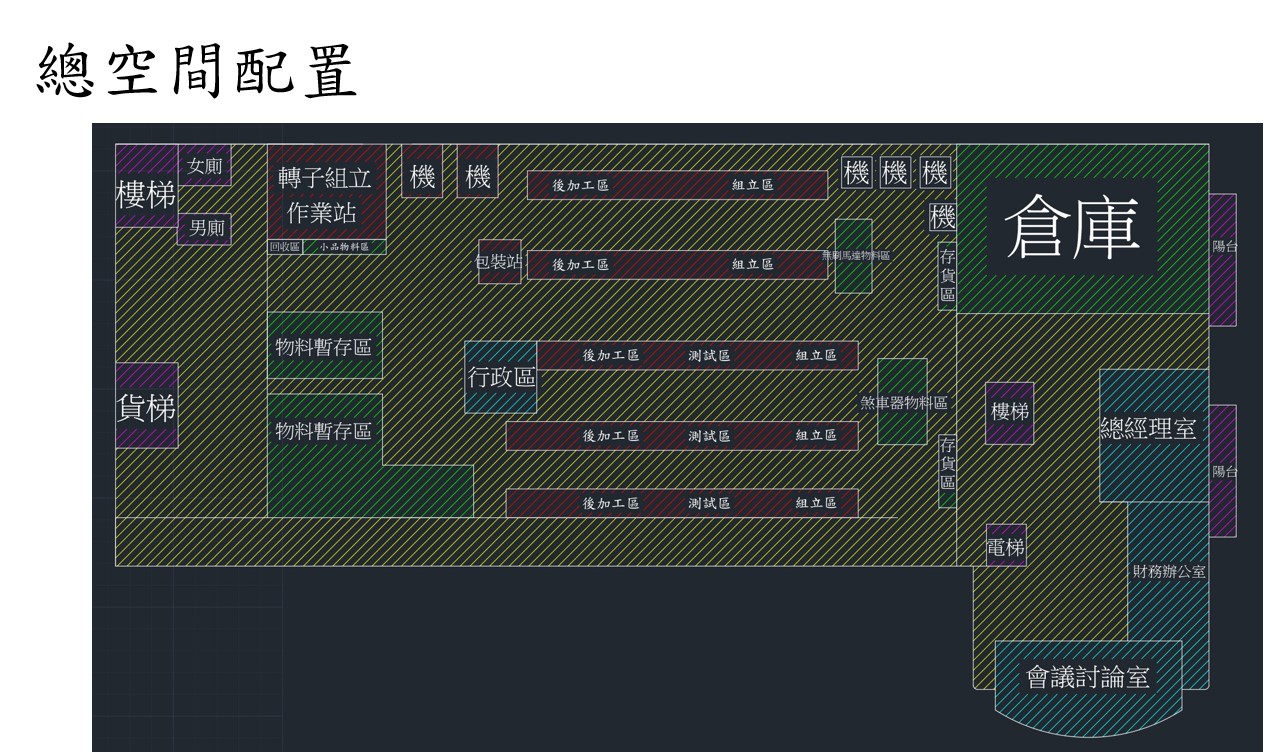 總空間配置
樓梯
女廁
男廁
轉子組立
作業站
回收區
小品物料區
機
機
後加工區
組立區
機
機
機
機
倉庫
陽台
包裝站
後加工區
組立區
無刷馬達物料區
存貨區
物料暫存區
行政區
後加工區
測試區
組立區
貨梯
物料暫存區
煞車器物料區
樓梯
總經理室
陽台
後加工區
測試區
組立區
存貨區
後加工區
測試區
組立區
電梯
財務辦公室
會議討論室